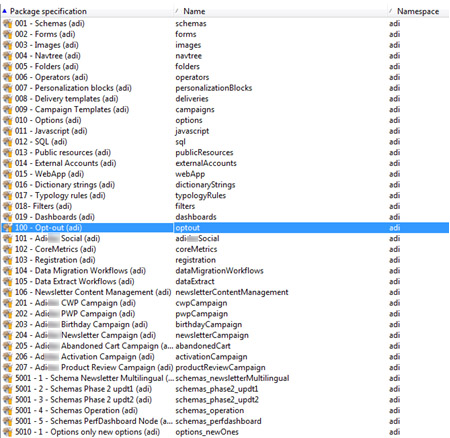 Package specification Name Namespace
001 - Schemas (adi) schemas adi
002 - Forms (adi) forms adi
003 - Images (adi) images adi
004 - Navtree (adi) navtree adi
005 - Folders (adi) folders adi
006 - Operators (adi) operators adi
007 - Personalization blocks (adi) personalizationBlocks adi
008 - Delivery templates (adi) deliveries adi
009 - Campaign Templates (adi) campaigns adi
010 - Options (adi) options adi
011 - Javascript (adi) javascript adi
012 - SQL (adi) sql adi
013 - Public resources (adi) publicResources adi
014 - External Accounts (adi) externalAccounts adi
015 - WebApp (adi) webApp adi
016 - Dictionary strings (adi) dictionaryStrings adi
017 - Typology rules (adi) typologyRules adi
018- Filters (adi) filters adi
019 - Dashboards (adi) dashboards adi
100 - Opt-out (adi) optout adi
101 - Adi Social (adi) adi Social adi
102 - CoreMetrics (adi) coreMetrics adi
103 - Registration (adi) registration adi
104 - Data Migration Workflows (adi) dataMigrationWorkflows adi
105 - Data Extract Workflows (adi) dataExtract adi
106 - Newsletter Content Management (adi) newsletterContentManagement adi
201 - Adi CWP Campaign (adi) cwpCampaign adi
202 - Adi PWP Campaign (adi) pwpCampaign adi
203 - Adi Birthday Campaign (adi) birthdayCampaign adi
204 - Adi Newsletter Campaign (adi) newsletterCampaign adi
205 - Adi Abandoned Cart Campaign (a... abandonedCart adi
206 - Adi Activation Campaign (adi) activationCampaign adi
207 - Adi Product Review Campaign (adi) productReviewCampaign adi
5001 - 1 - Schema Newsletter Multilingual (... schemas_newsletterMultilingual adi
5001 - 2 - Schemas Phase 2 updt1 (adi) schemas_phase2_updt1 adi
5001 - 3 - Schemas Phase 2 updt2 (adi) schemas_phase2_updt2 adi
5001 - 4 - Schemas Operation (adi) schemas_operation adi
5001 - 5 - Schemas PerfDashboard Node (a... schemas_perfdashboard adi
5010 - 1 - Options only new options (adi) options_newOnes adi